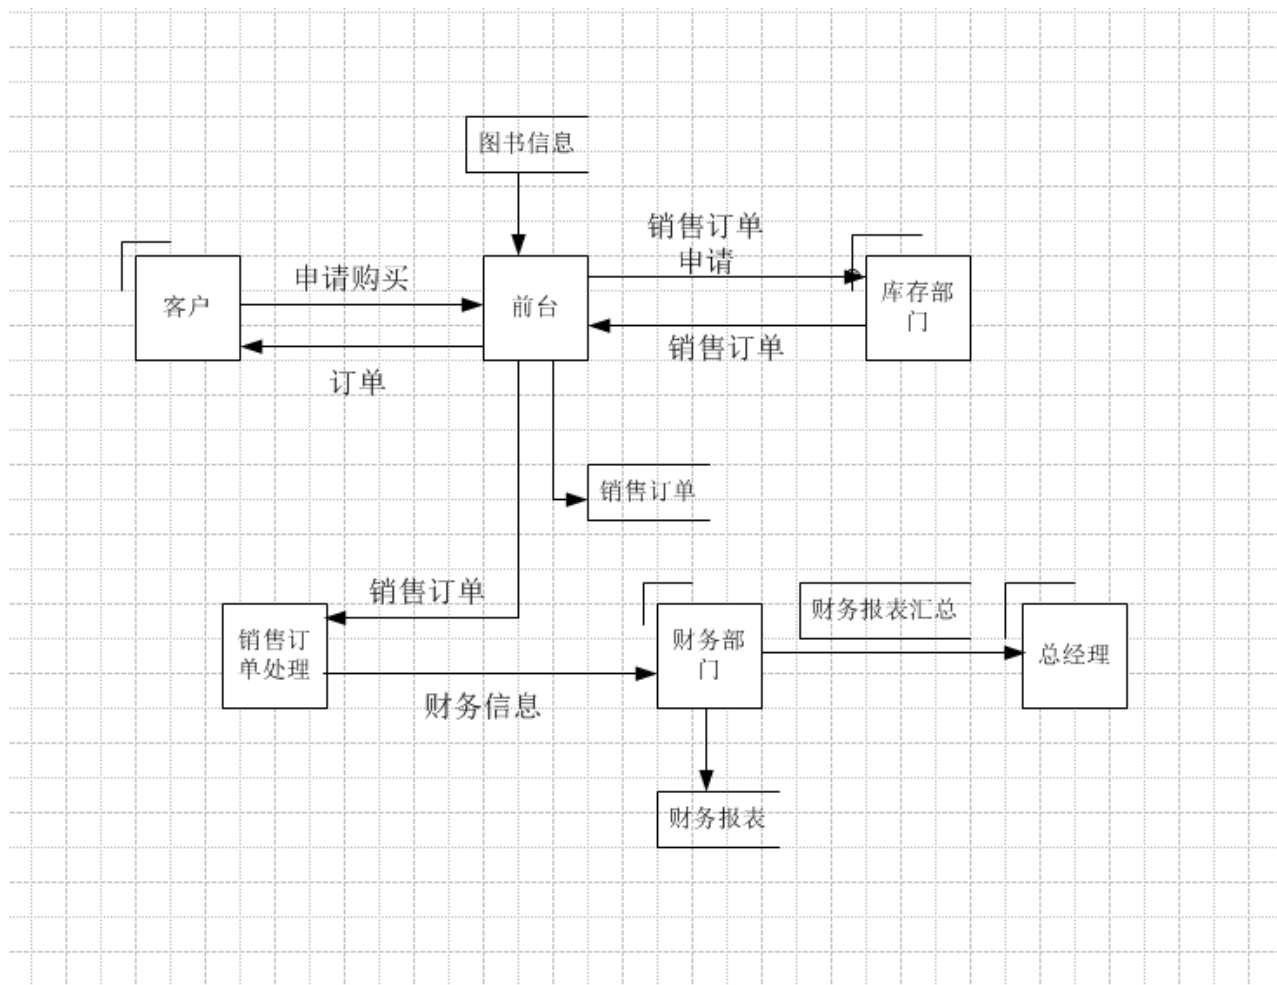 图书信息
销售订单
申请
申请购买
客户
前台
库存部
门
销售订单
订单
销售订单
销售订单
销售订
单处理
财务部
门
财务报表汇总
总经理
财务信息
财务报表